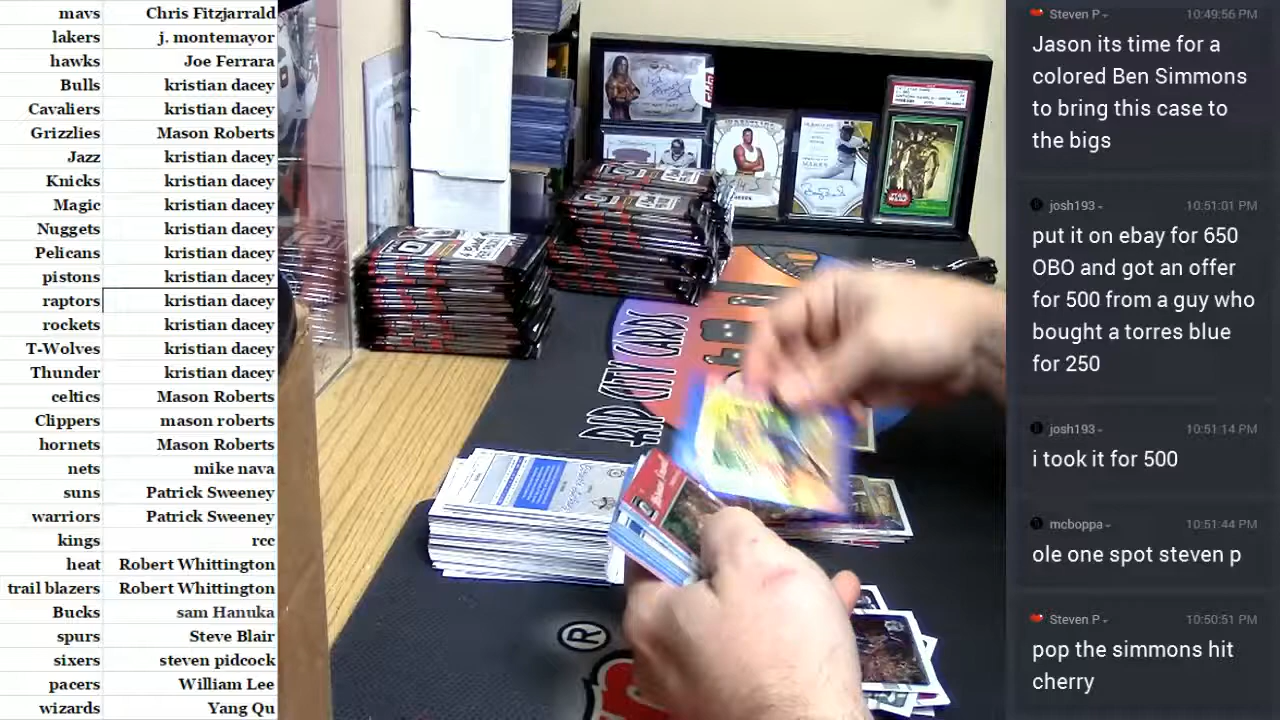 mavs Chris Fitzjarrald
lakers j. montemayor
hawks Joe Ferrara
Bulls kristian dacey
Cavaliers kristian dacey
Grizzlies Mason Roberts
Jazz kristian dacey
Knicks kristian dacey
Magic kristian dacey
Nuggets kristian dacey
Pelicans kristian dacey
pistons kristian dacey
raptors kristian dacey
rockets kristian dacey
T-Wolves kristian dacey
Thunder kristian dacey
celtics Mason Roberts
Clippers mason roberts
hornets Mason Roberts
nets mike nava
suns Patrick Sweeney
warriors Patrick Sweeney
kings rcc
heat Robert Whittington
trail blazers Robert Whittington
Bucks sam Hanuka
spurs Steve Blair
sixers steven pidcock
pacers William Lee
wizards Yang Qu
RIP CITY CARDS
®
STAR WARS
Steven P 10:49:56 PM
Jason its time for a
colored Ben Simmons
to bring this case to
the bigs
josh193 10:51:01 PM
put it on ebay for 650
OBO and got an offer
for 500 from a guy who
bought a torres blue
for 250
josh193 10:51:14 PM
i took it for 500
mcboppa 10:51:44 PM
ole one spot steven p
Steven P 10:50:51 PM
pop the simmons hit
cherry